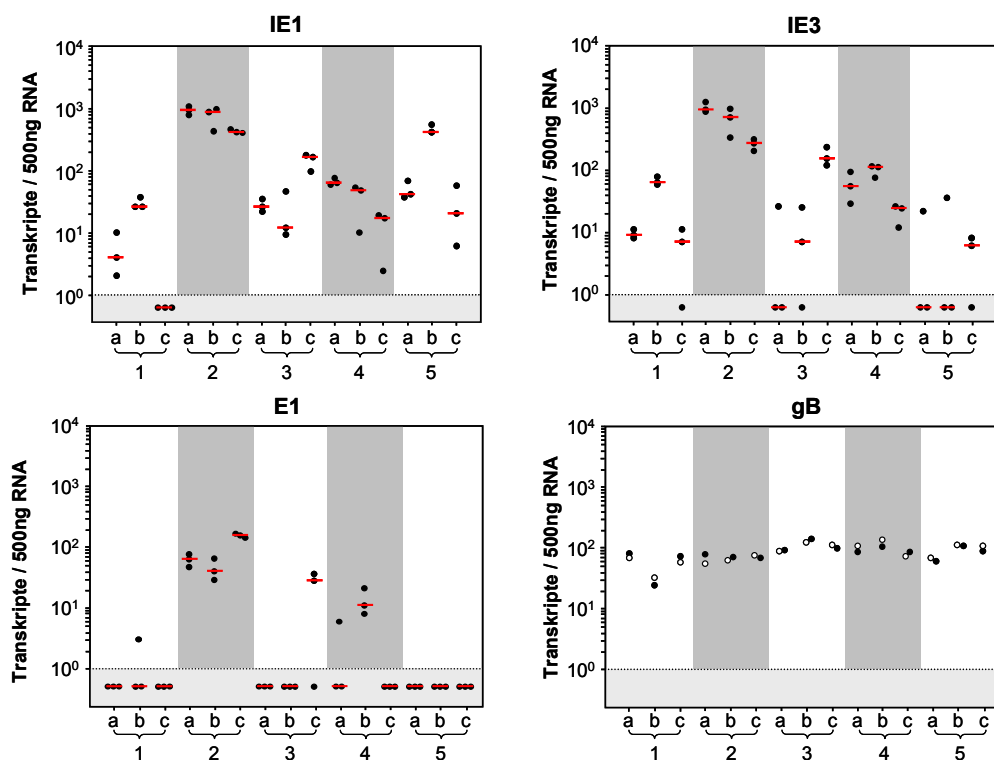 IE1
Transkripte / 500ng RNA
10⁴
10³
10²
10¹
10⁰
a b c a b c a b c a b c a b c
1 2 3 4 5
IE3
Transkripte / 500ng RNA
10⁴
10³
10²
10¹
10⁰
a b c a b c a b c a b c a b c
1 2 3 4 5
E1
Transkripte / 500ng RNA
10⁴
10³
10²
10¹
10⁰
a b c a b c a b c a b c a b c
1 2 3 4 5
gB
Transkripte / 500ng RNA
10⁴
10³
10²
10¹
10⁰
a b c a b c a b c a b c a b c
1 2 3 4 5